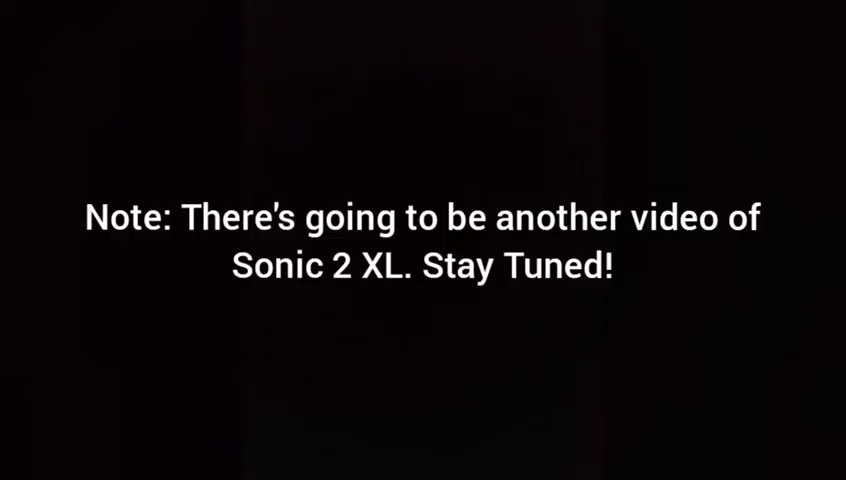 Note: There's going to be another video of
Sonic 2 XL. Stay Tuned!